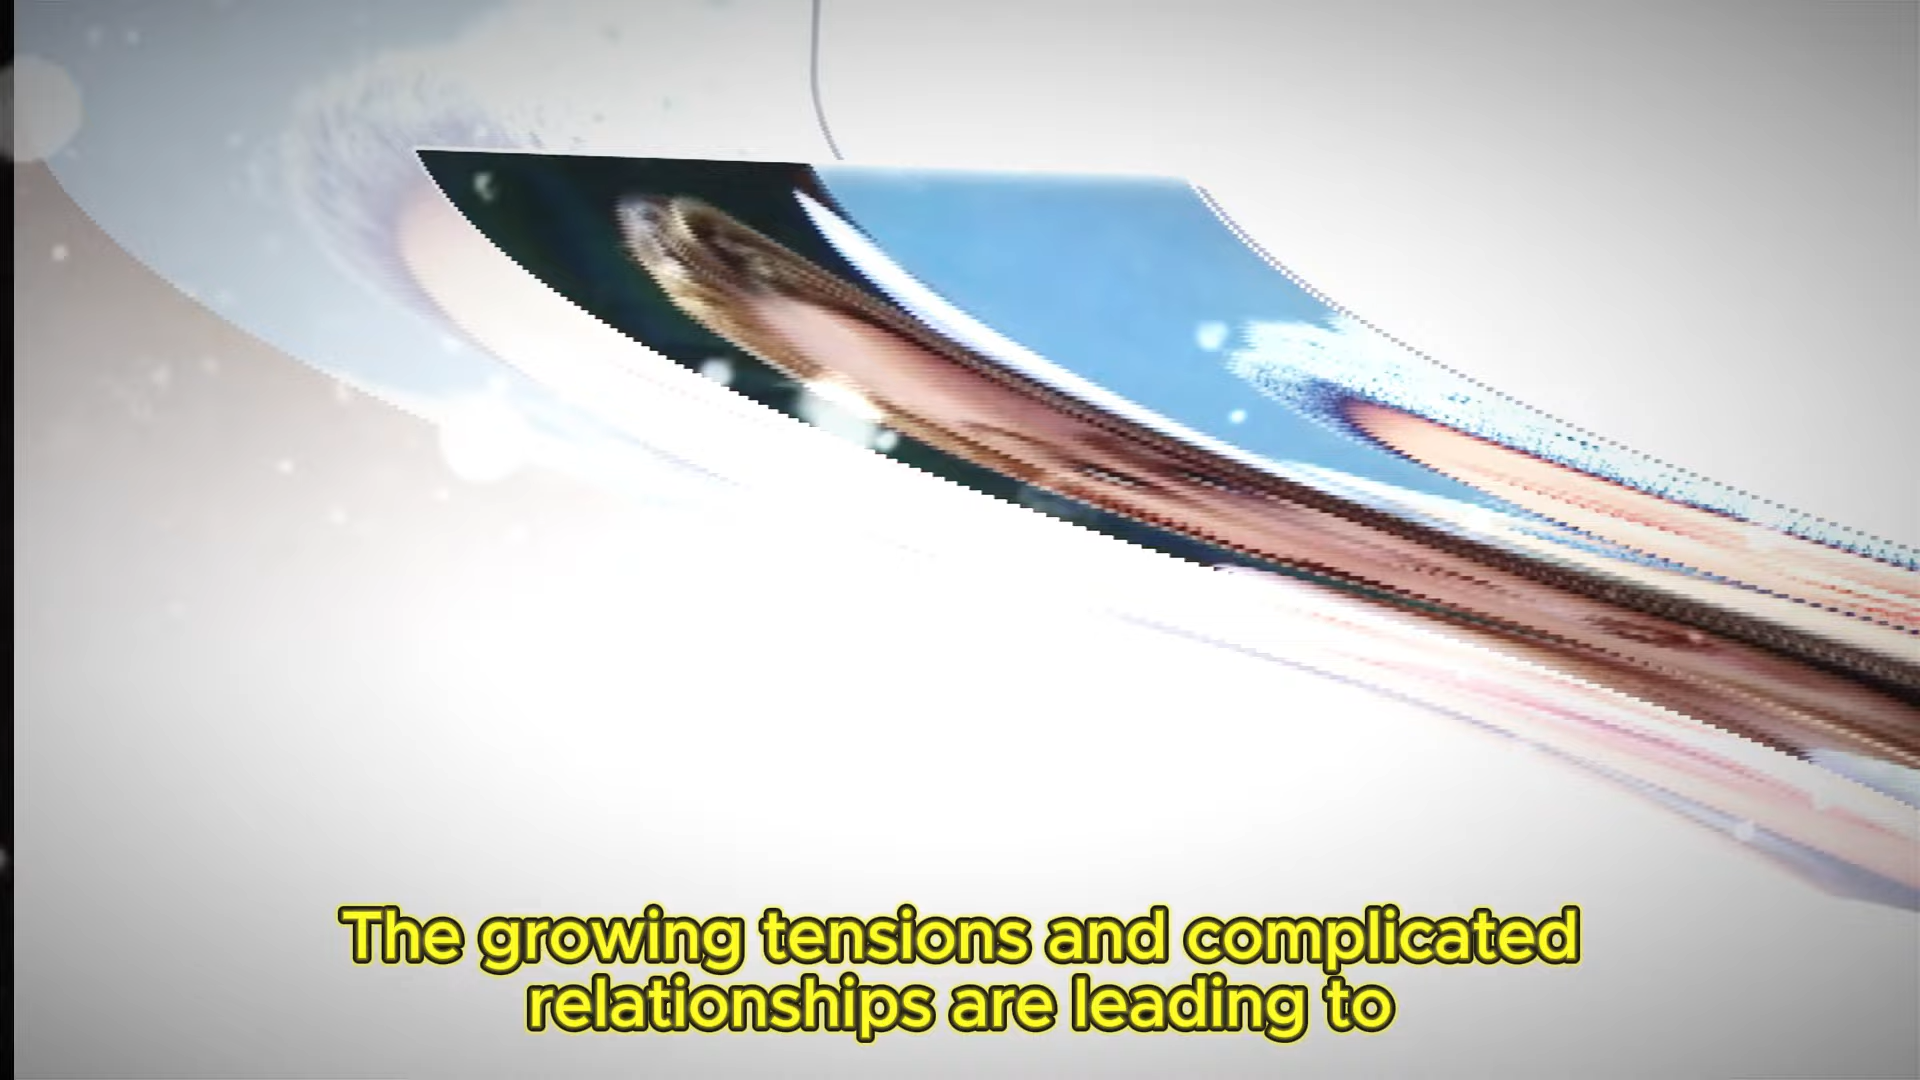 The growing tensions and complicated
relationships are leading to